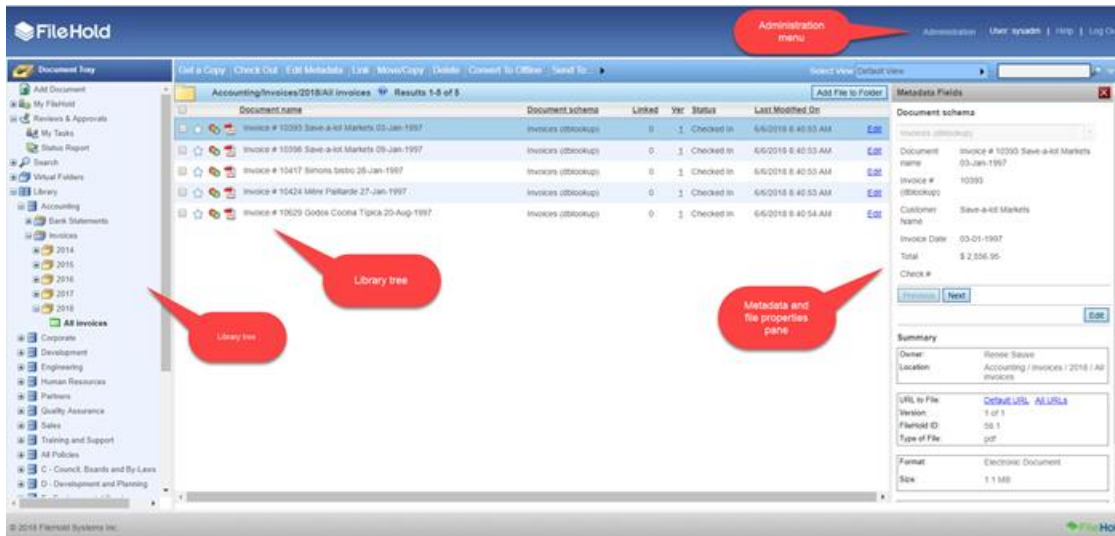 FileHold
Administration
menu
Administration User: sysadm | Help | Log Ou
Document Tray
Get a Copy Check Out Edit Metadata Link Move/Copy Delete Convert To Offline Send To...
Select View Default View
Add Document
My FileHold
Reviews & Approvals
My Tasks
Status Report
Search
Virtual Folders
Library
Accounting
Bank Statements
Invoices
2014
2015
2016
2017
2018
All invoices
Corporate
Development
Engineering
Human Resources
Partners
Quality Assurance
Sales
Training and Support
All Policies
C - Council, Boards and By-Laws
D - Development and Planning
Accounting/Invoices/2018/All invoices Results 1-5 of 5
Add File to Folder
Document name Document schema Linked Ver Status Last Modified On
Invoice # 10393 Save-a-lot Markets 03-Jan-1997 Invoices (dblookup) 0 1 Checked In 6/6/2018 8:40:53 AM Edit
Invoice # 10398 Save-a-lot Markets 09-Jan-1997 Invoices (dblookup) 0 1 Checked In 6/6/2018 8:40:53 AM Edit
Invoice # 10417 Simons bistro 28-Jan-1997 Invoices (dblookup) 0 1 Checked In 6/6/2018 8:40:53 AM Edit
Invoice # 10424 Mère Paillarde 27-Jan-1997 Invoices (dblookup) 0 1 Checked In 6/6/2018 8:40:53 AM Edit
Invoice # 10629 Godos Cocina Típica 20-Aug-1997 Invoices (dblookup) 0 1 Checked In 6/6/2018 8:40:54 AM Edit
Library tree
Library tree
Metadata and
file properties
pane
Metadata Fields
Document schema
Invoices (dblookup)
Document name Invoice # 10393 Save-a-lot Markets 03-Jan-1997
Invoice # (dblookup) 10393
Customer Name Save-a-lot Markets
Invoice Date 03-01-1997
Total $ 2,556.95
Check #
Previous Next
Edit
Summary
Owner: Renee Sauve
Location: Accounting / Invoices / 2018 / All
invoices
URL to File: Default URL All URLs
Version: 1 of 1
FileHold ID: 58.1
Type of File: pdf
Format: Electronic Document
Size: 1.1 MB
© 2018 FileHold Systems Inc.
FileHo